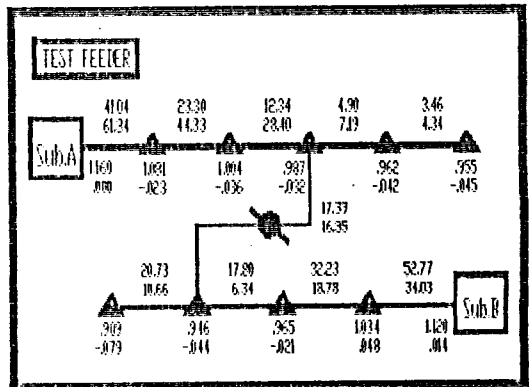 TEST FEEDER
41.04 23.30 12.34 4.90 3.46
61.34 44.33 28.40 7.19 4.34
Sub.A
1.160 1.081 1.004 .987 .962 .955
.000 -.023 -.036 -.032 -.042 -.045
17.37
16.35
20.73 17.80 32.23 52.77
10.66 6.34 18.78 34.03
Sub.B
.909 .946 .965 1.034 1.120
-.079 -.044 -.021 .048 .014